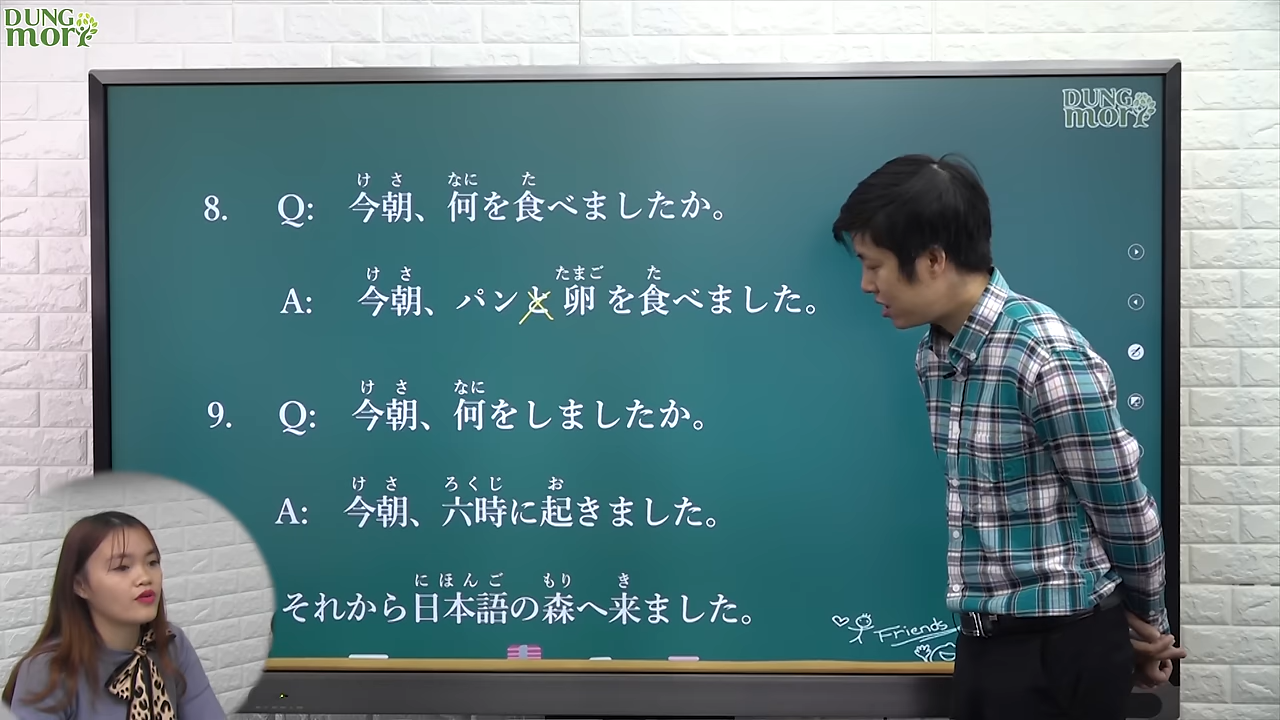 DUNG
mori
DUNG
mori
けさ なに た
8. Q: 今朝、何を食べましたか。
けさ たまご た
A: 今朝、パンと卵を食べました。
けさ なに
9. Q: 今朝、何をしましたか。
けさ ろくじ お
A: 今朝、六時に起きました。
にほんご もり き
それから日本語の森へ来ました。
Friends